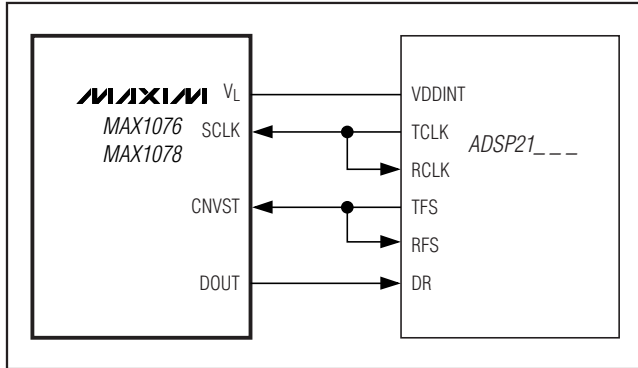 MAXIM
MAX1076
MAX1078
VL
SCLK
CNVST
DOUT
VDDINT
TCLK
RCLK
TFS
RFS
DR
ADSP21_ _ _